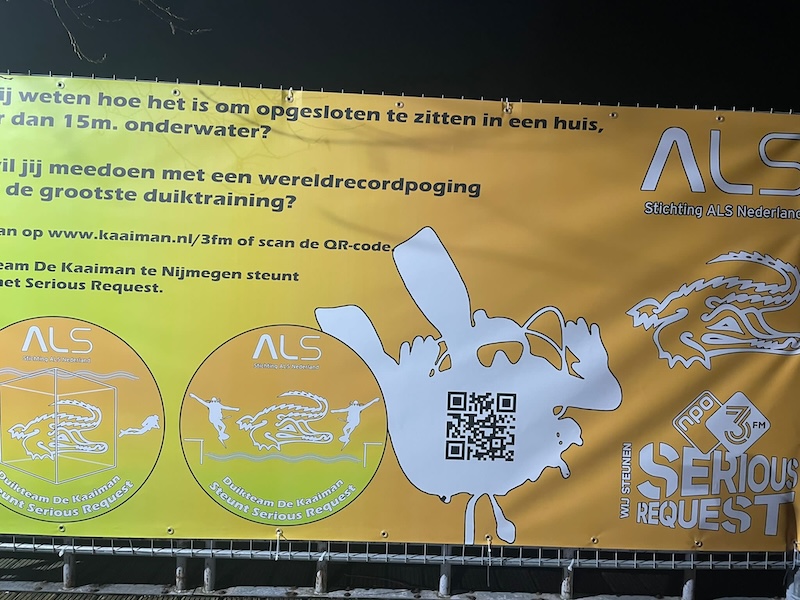 ij weten hoe het is om opgesloten te zitten in een huis,
r dan 15m. onderwater?
il jij meedoen met een wereldrecordpoging
de grootste duiktraining?
an op www.kaaiman.nl/3fm of scan de QR-code.
eam De Kaaiman te Nijmegen steunt
et Serious Request.
ALS
Stichting ALS Nederland
ALS
Stichting ALS Nederland
Duikteam De Kaaiman
Steunt Serious Request
ALS
Stichting ALS Nederland
Duikteam De Kaaiman
Steunt Serious Request
npo
3FM
WIJ STEUNEN
SERIOUS
REQUEST